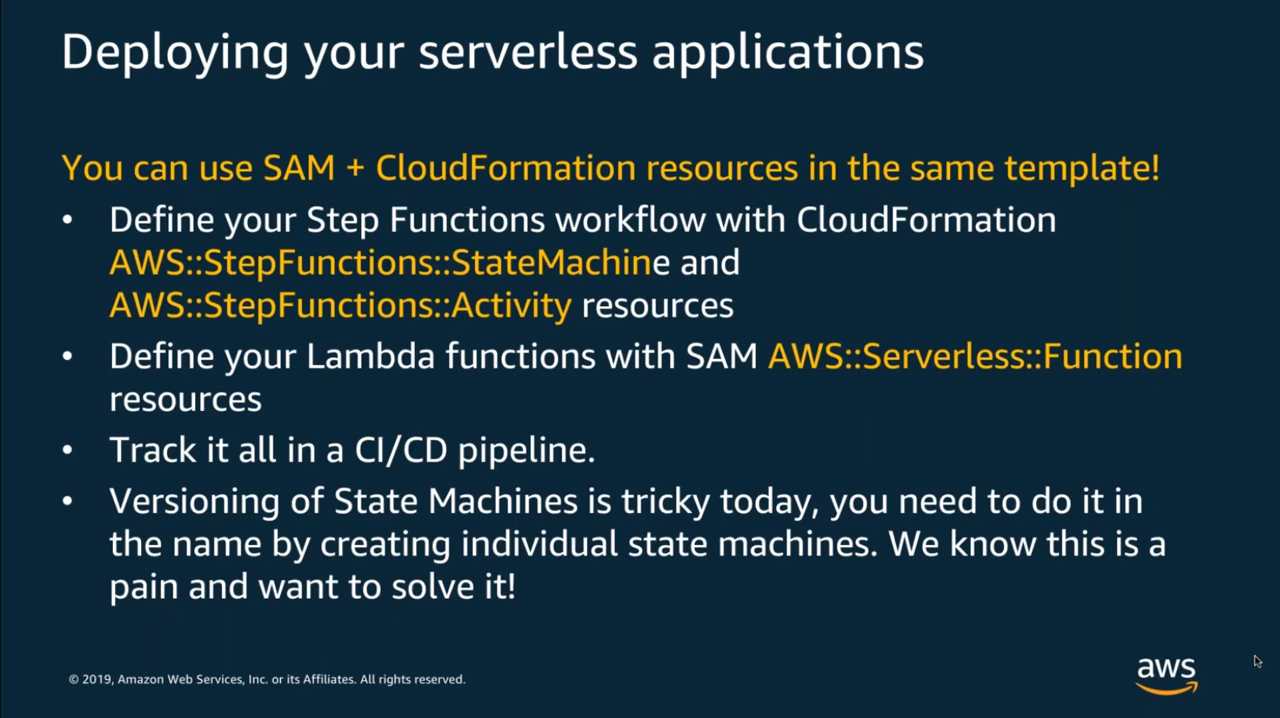 Deploying your serverless applications
You can use SAM + CloudFormation resources in the same template!
• Define your Step Functions workflow with CloudFormation
AWS::StepFunctions::StateMachine and
AWS::StepFunctions::Activity resources
• Define your Lambda functions with SAM AWS::Serverless::Function
resources
• Track it all in a CI/CD pipeline.
• Versioning of State Machines is tricky today, you need to do it in
the name by creating individual state machines. We know this is a
pain and want to solve it!
© 2019, Amazon Web Services, Inc. or its Affiliates. All rights reserved.
aws